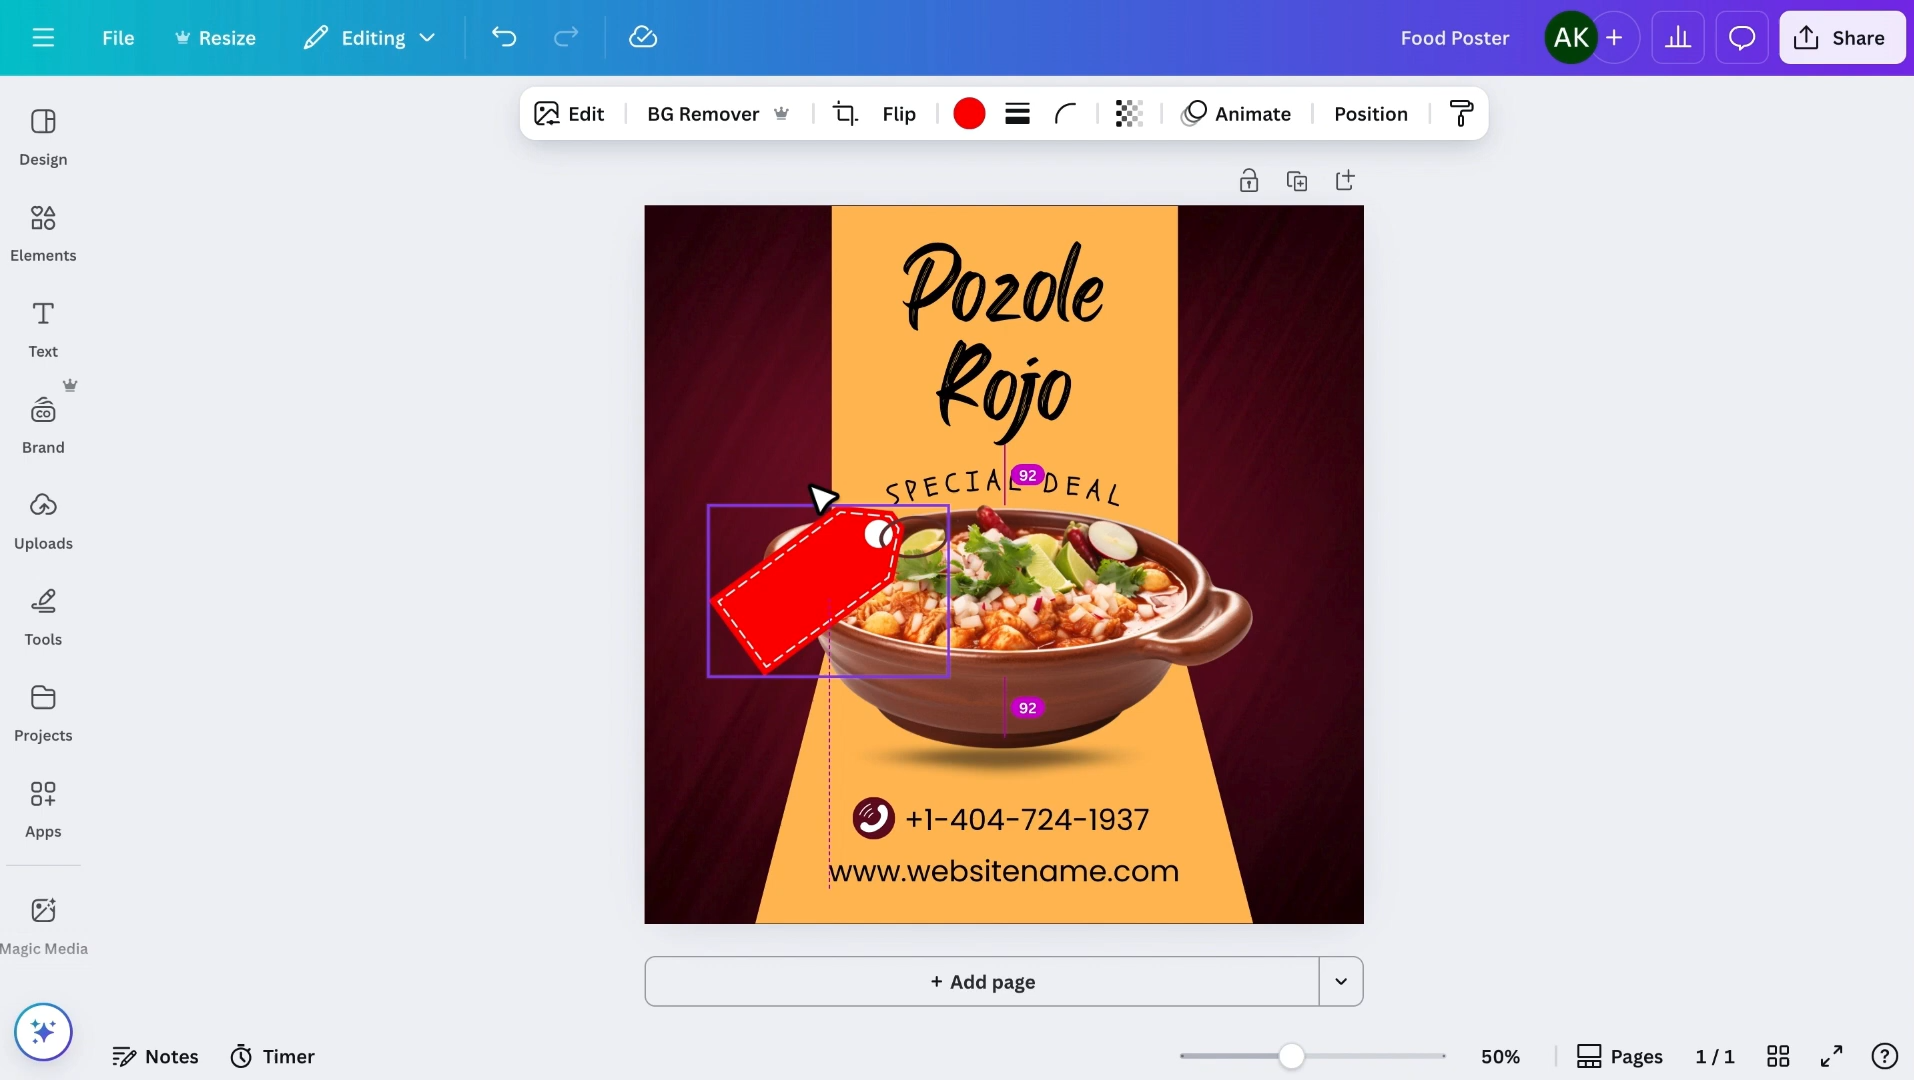 File
Resize
Editing
Food Poster
AK
Share
Edit
BG Remover
Flip
Animate
Position
Design
Elements
Text
Brand
CO
Uploads
Tools
Projects
Apps
Magic Media
Pozole
Rojo
SPECIAL DEAL
92
92
+1-404-724-1937
www.websitename.com
+ Add page
Notes
Timer
50%
Pages
1 / 1